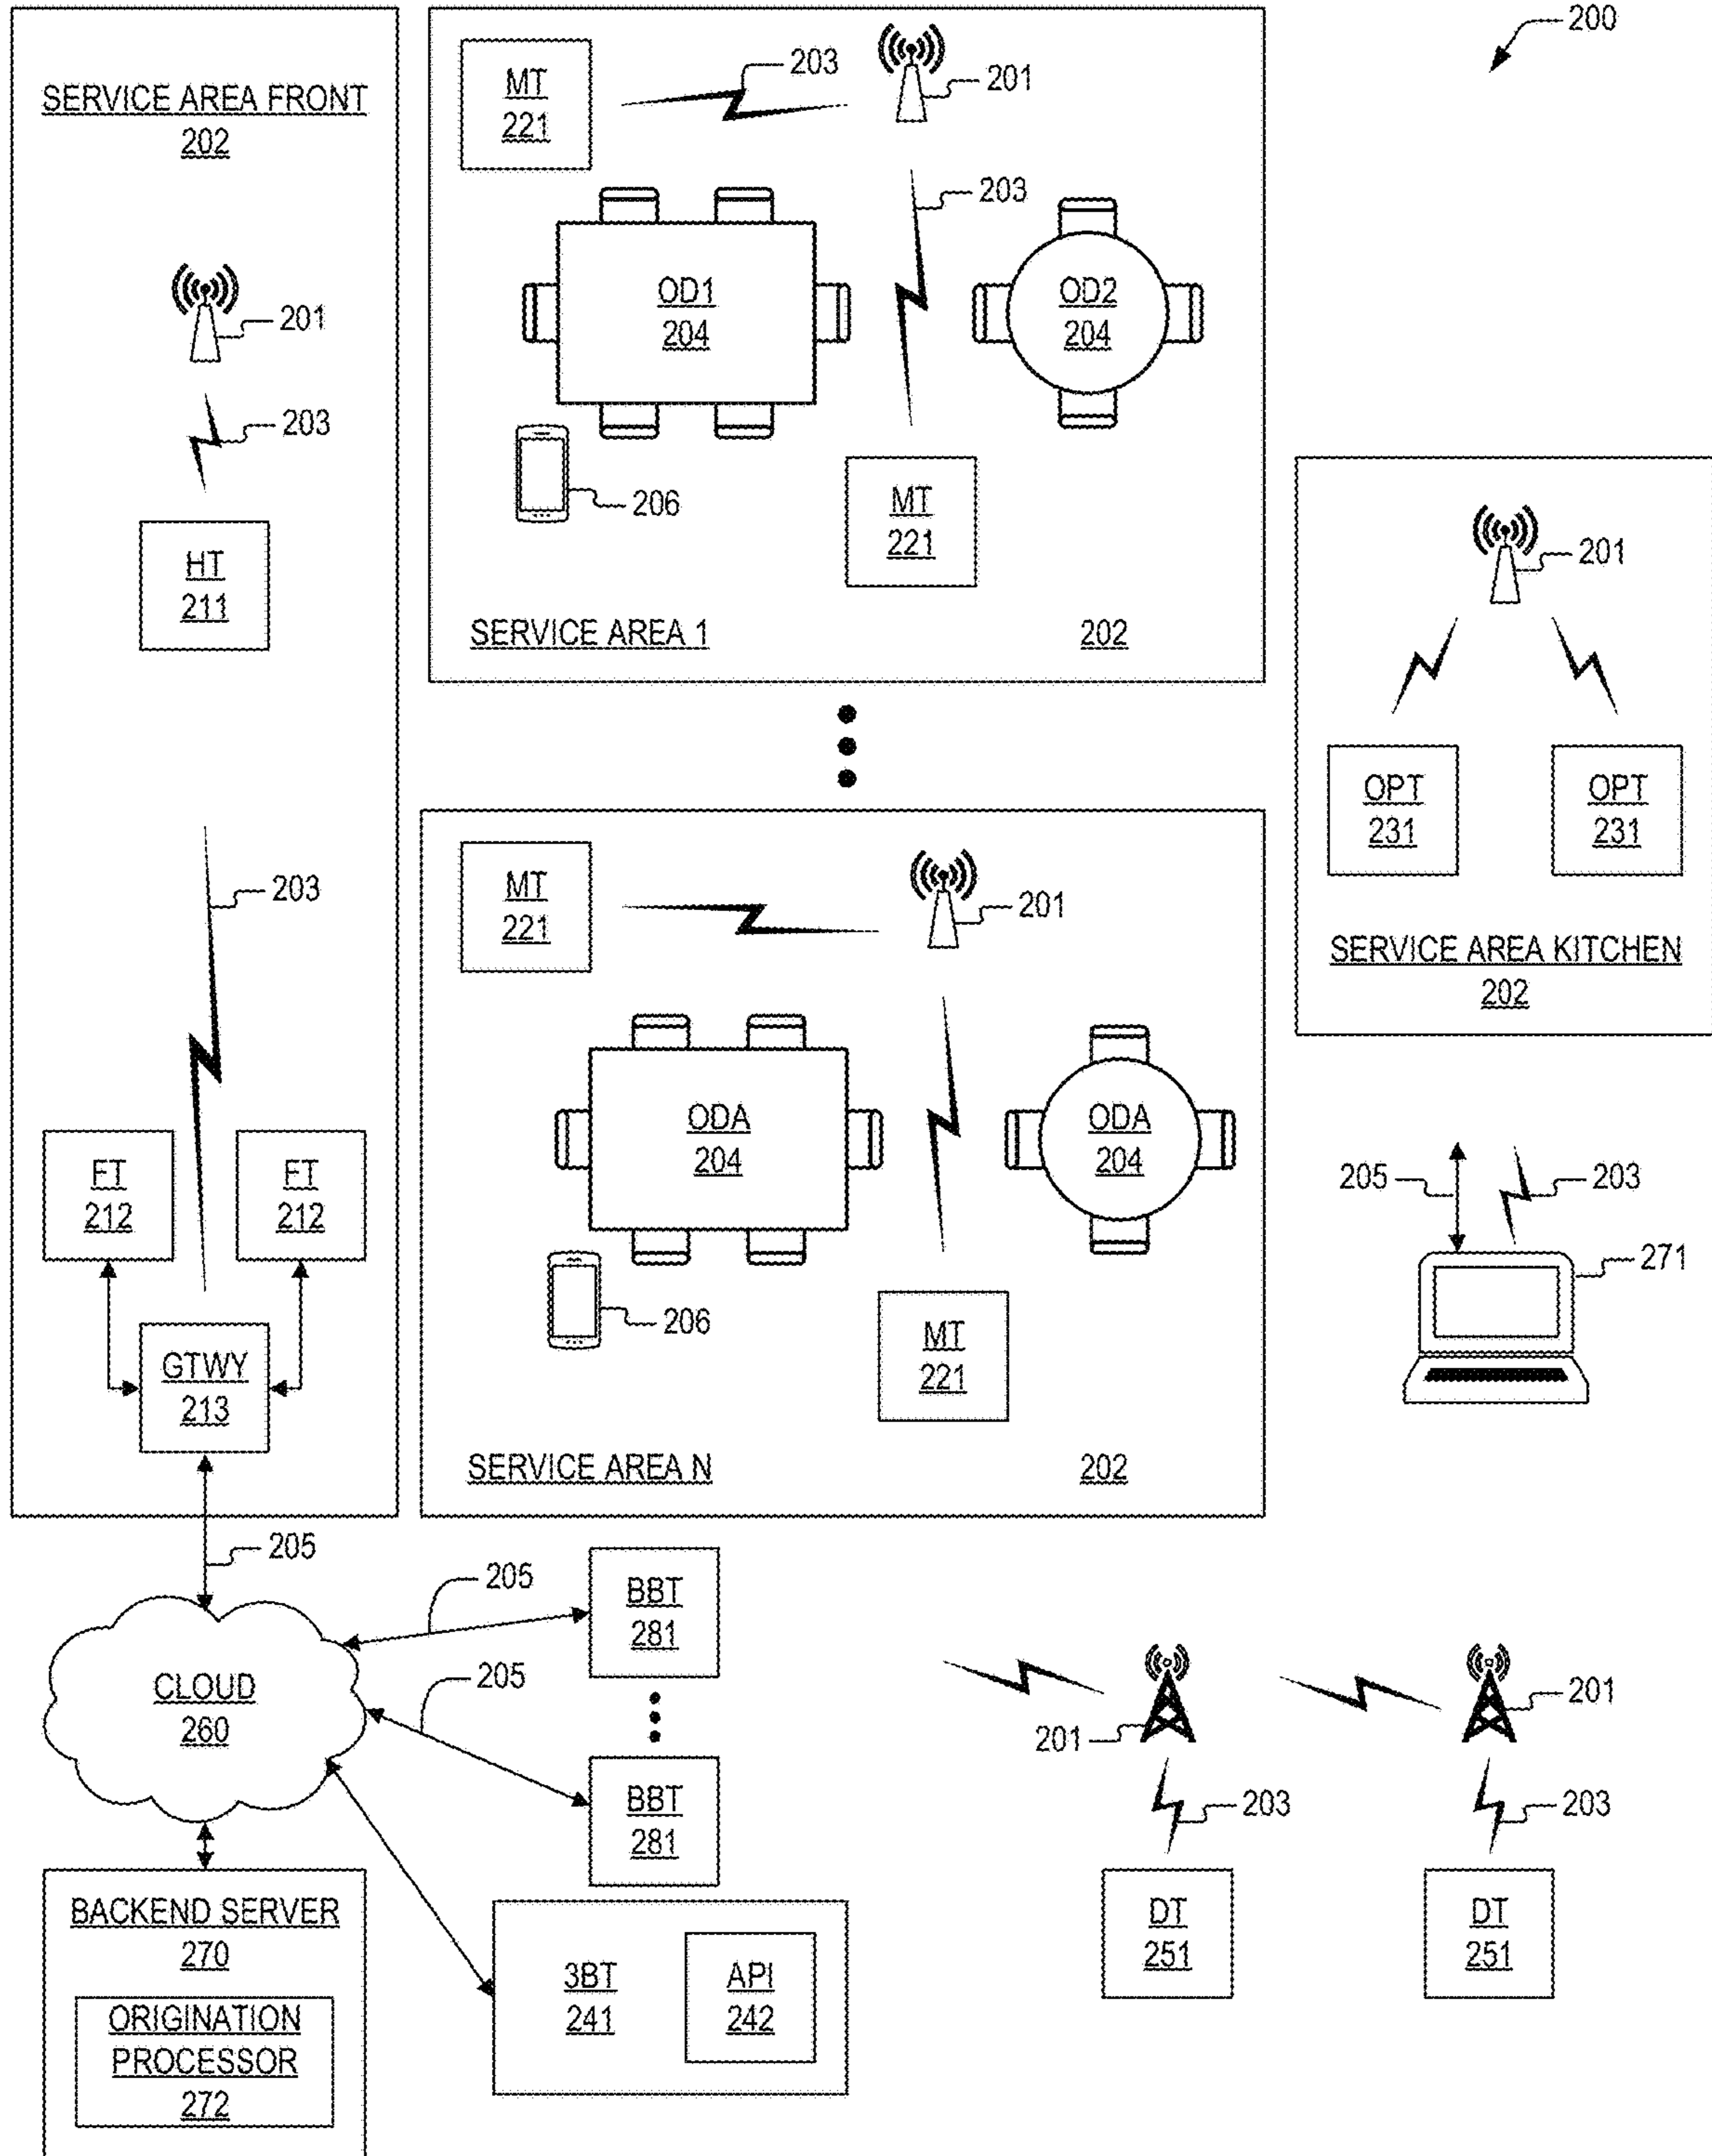 200
SERVICE AREA FRONT
202
201
203
HT
211
203
FT
212
FT
212
GTWY
213
205
MT
221
203
201
203
OD1
204
OD2
204
206
MT
221
SERVICE AREA 1
202
MT
221
201
ODA
204
ODA
204
206
MT
221
SERVICE AREA N
202
201
OPT
231
OPT
231
SERVICE AREA KITCHEN
202
205
203
271
CLOUD
260
205
BBT
281
205
BBT
281
BACKEND SERVER
270
ORIGINATION
PROCESSOR
272
3BT
241
API
242
201
201
203
203
DT
251
DT
251